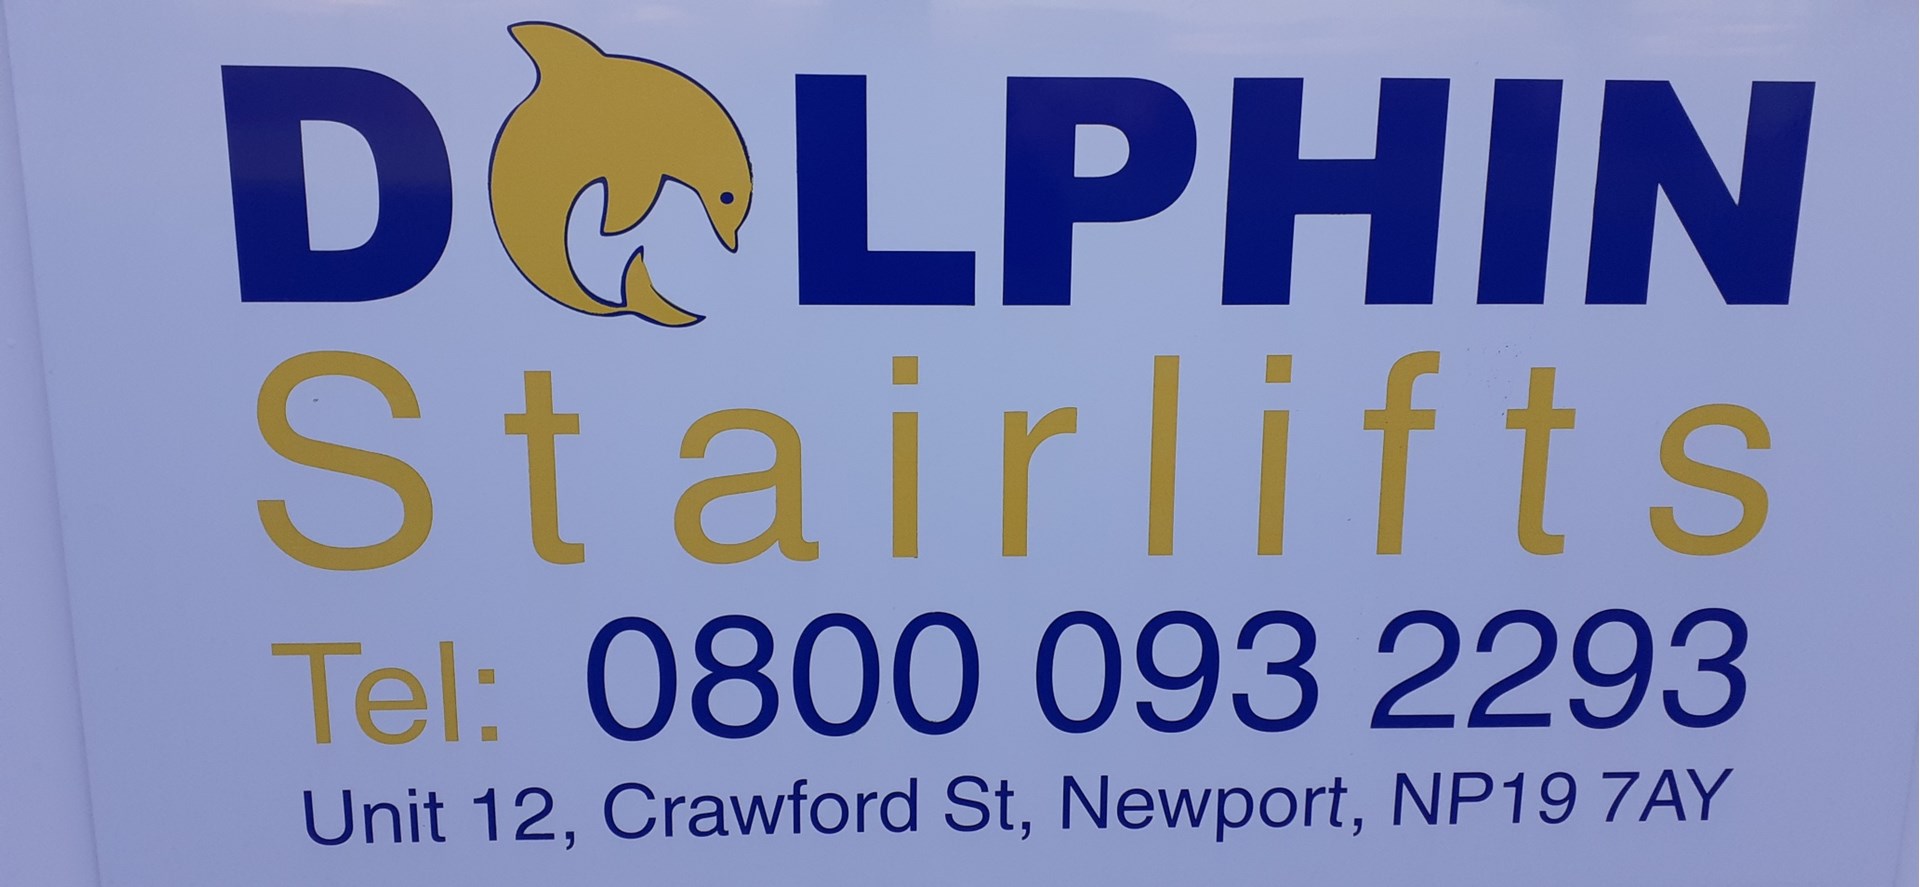 DOLPHIN
Stairlifts
Tel: 0800 093 2293
Unit 12, Crawford St, Newport, NP19 7AY